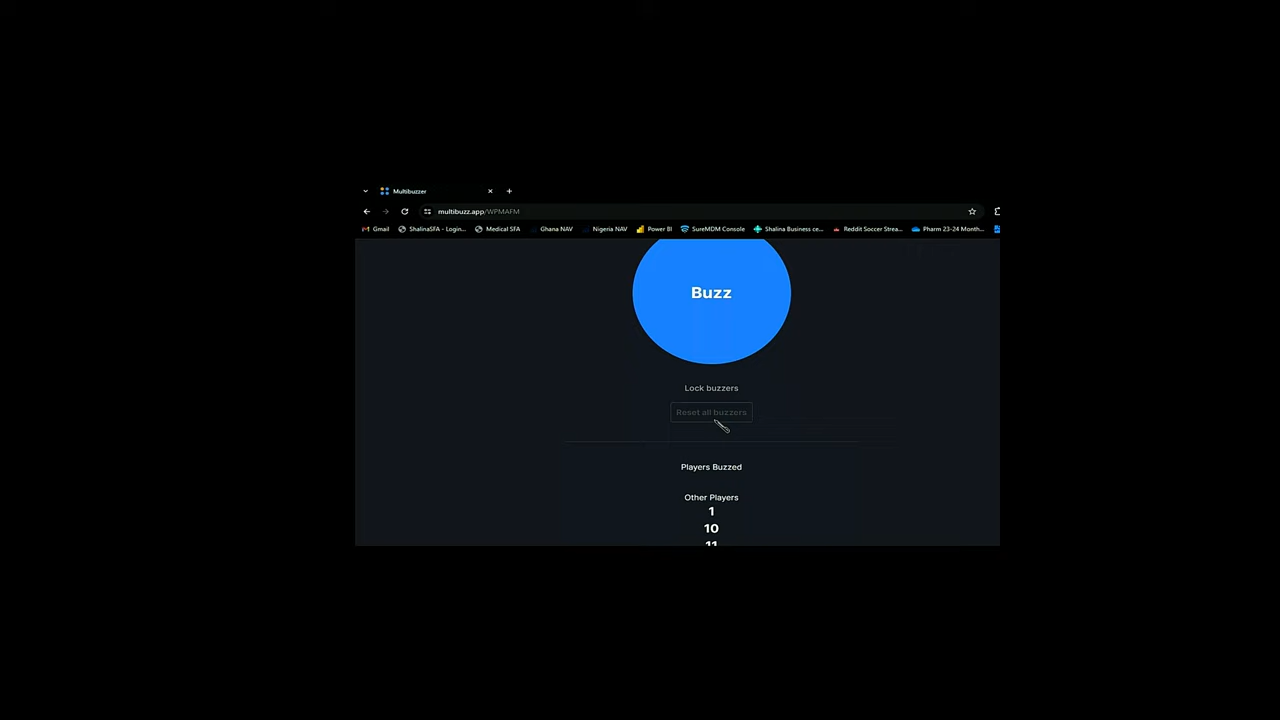 Multibuzzer
multibuzz.app/WPMAFM
Gmail ShalinaSFA - Login... Medical SFA Ghana NAV Nigeria NAV Power BI SureMDM Console Shalina Business ce... Reddit Soccer Strea... Pharm 23-24 Month...
Buzz
Lock buzzers
Reset all buzzers
Players Buzzed
Other Players
1
10
11